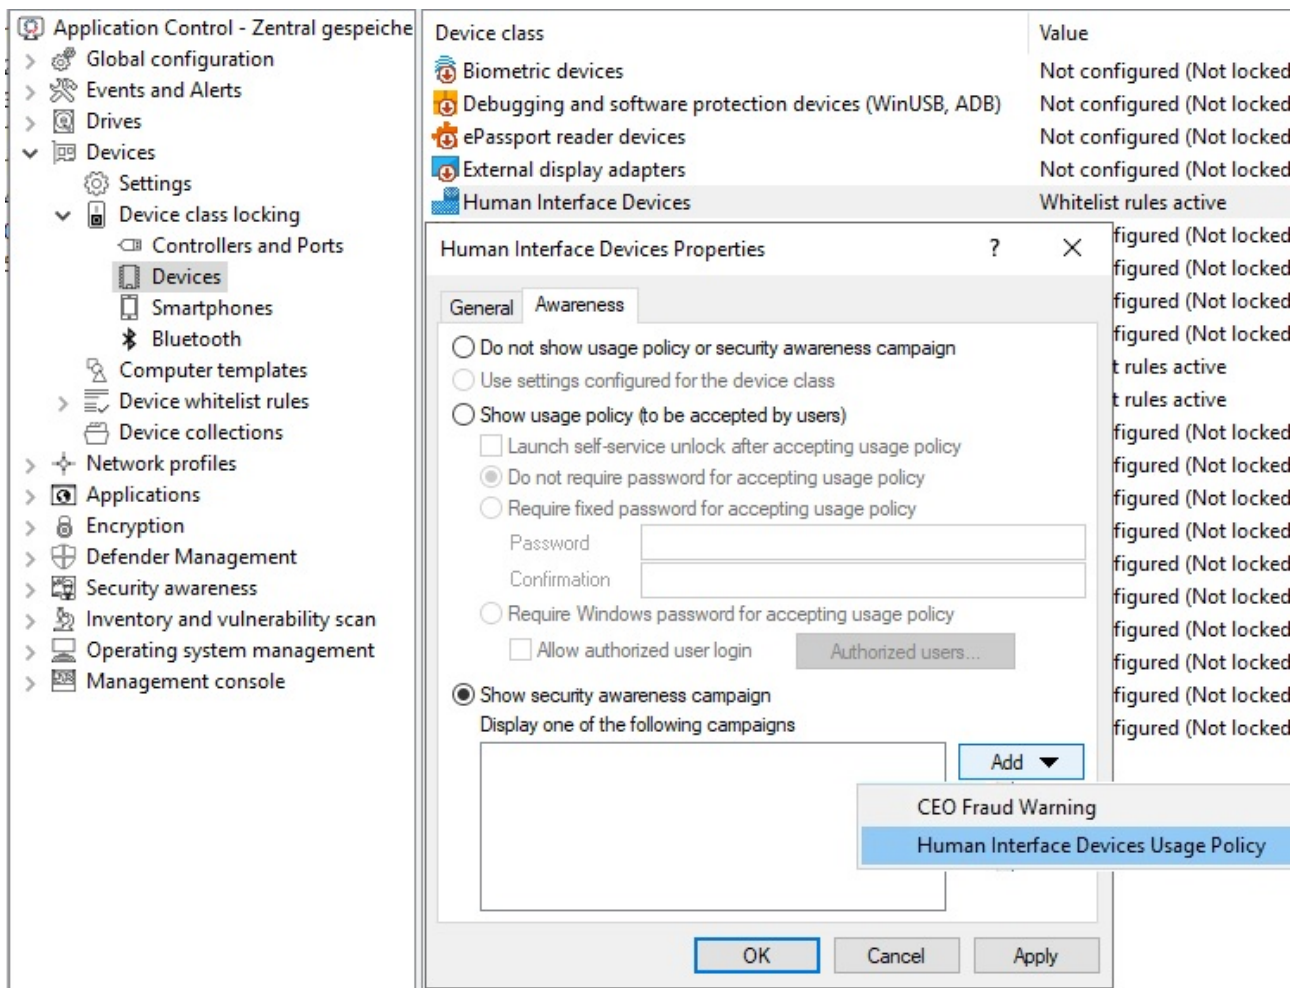 Application Control - Zentral gespeiche
Global configuration
Events and Alerts
Drives
Devices
Settings
Device class locking
Controllers and Ports
Devices
Smartphones
Bluetooth
Computer templates
Device whitelist rules
Device collections
Network profiles
Applications
Encryption
Defender Management
Security awareness
Inventory and vulnerability scan
Operating system management
Management console
Device class Value
Biometric devices Not configured (Not locked
Debugging and software protection devices (WinUSB, ADB) Not configured (Not locked
ePassport reader devices Not configured (Not locked
External display adapters Not configured (Not locked
Human Interface Devices Whitelist rules active
figured (Not locked
figured (Not locked
figured (Not locked
figured (Not locked
t rules active
t rules active
figured (Not locked
figured (Not locked
figured (Not locked
figured (Not locked
figured (Not locked
figured (Not locked
figured (Not locked
figured (Not locked
figured (Not locked
figured (Not locked
Human Interface Devices Properties ?
General Awareness
Do not show usage policy or security awareness campaign
Use settings configured for the device class
Show usage policy (to be accepted by users)
Launch self-service unlock after accepting usage policy
Do not require password for accepting usage policy
Require fixed password for accepting usage policy
Password
Confirmation
Require Windows password for accepting usage policy
Allow authorized user login Authorized users...
Show security awareness campaign
Display one of the following campaigns
Add
CEO Fraud Warning
Human Interface Devices Usage Policy
OK Cancel Apply